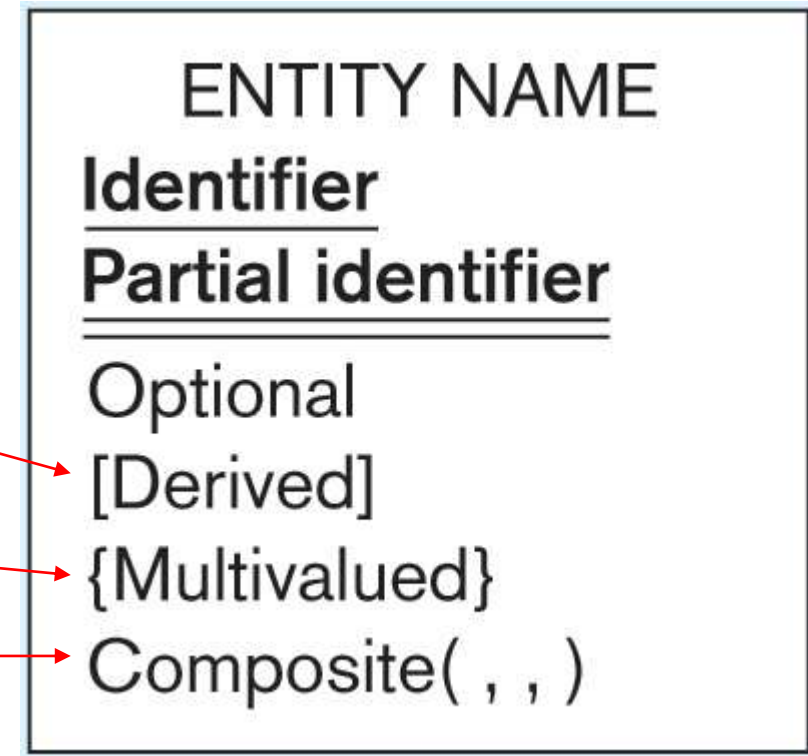 ENTITY NAME
Identifier
Partial identifier
Optional
[Derived]
{Multivalued}
Composite( , , )